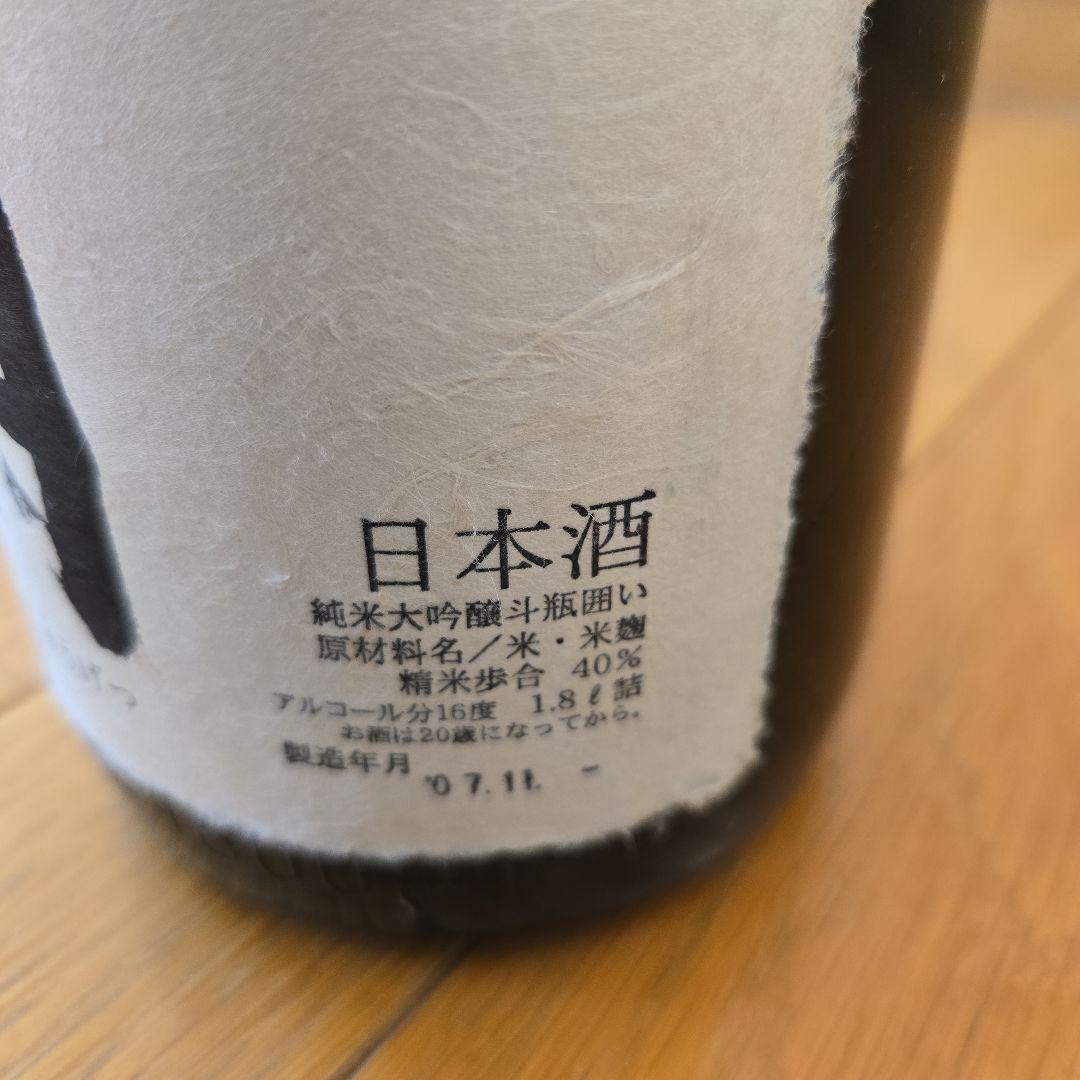 日本酒
純米大吟醸斗瓶囲い
原材料名／米・米麹
精米歩合 40％
アルコール分16度 1.8ℓ詰
お酒は20歳になってから。
製造年月
07.11.